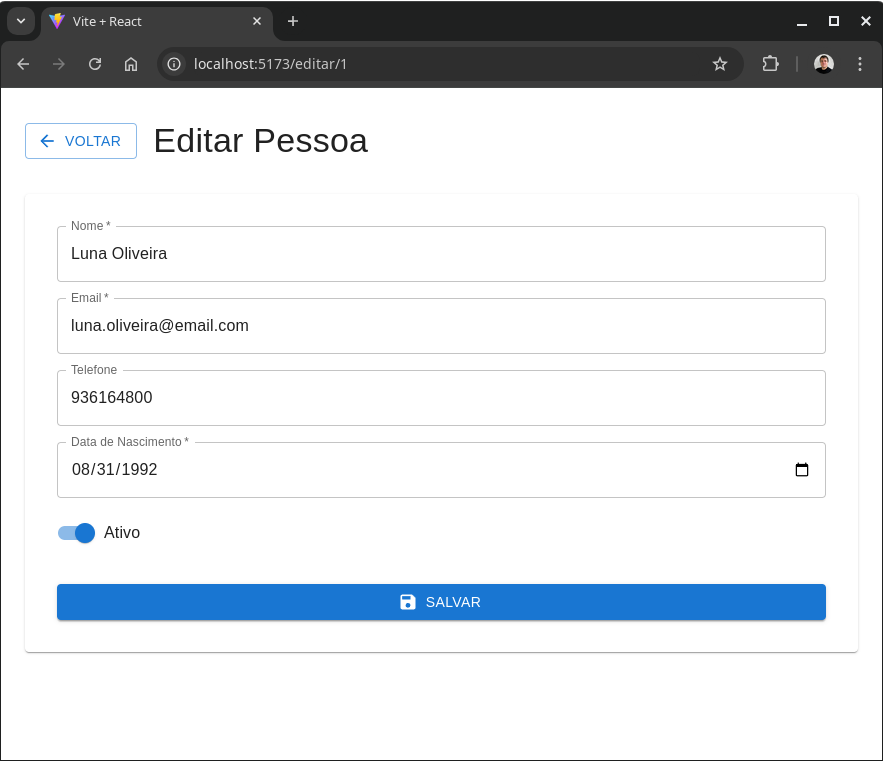 Vite + React
localhost:5173/editar/1
VOLTAR
Editar Pessoa
Nome *
Luna Oliveira
Email *
luna.oliveira@email.com
Telefone
936164800
Data de Nascimento *
08/31/1992
Ativo
SALVAR